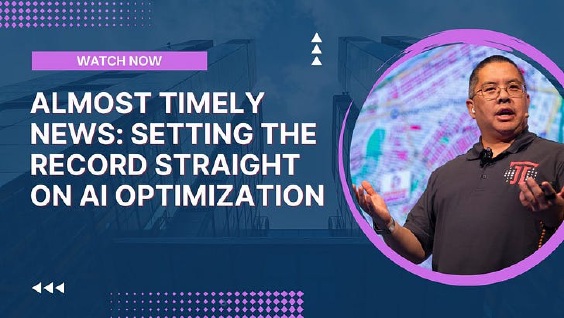 WATCH NOW
ALMOST TIMELY
NEWS: SETTING THE
RECORD STRAIGHT
ON AI OPTIMIZATION